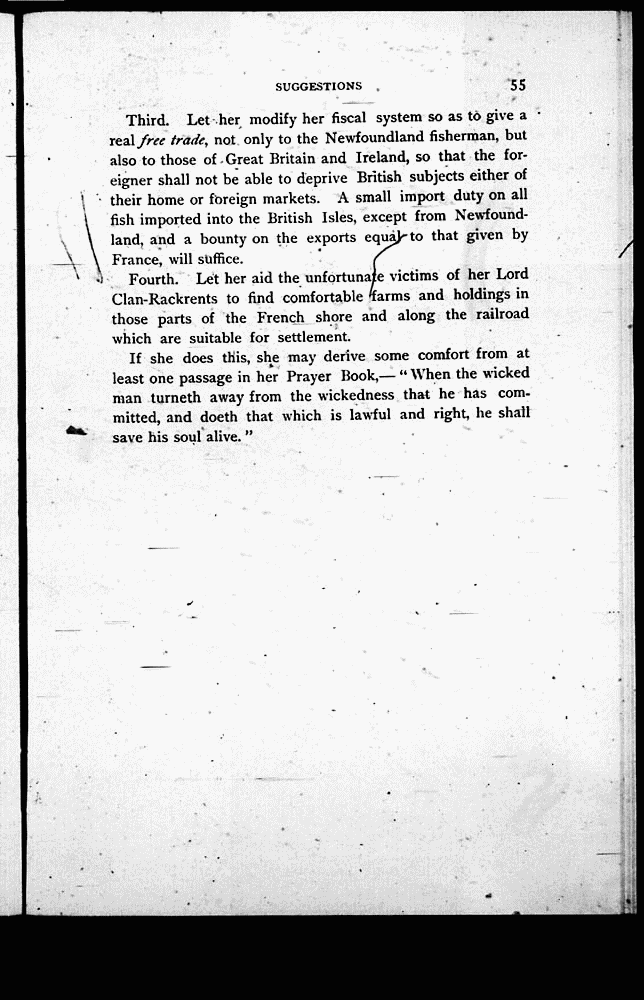 SUGGESTIONS 55
Third. Let her modify her fiscal system so as to give a
real free trade, not only to the Newfoundland fisherman, but
also to those of Great Britain and Ireland, so that the for-
eigner shall not be able to deprive British subjects either of
their home or foreign markets. A small import duty on all
fish imported into the British Isles, except from Newfound-
land, and a bounty on the exports equal to that given by
France, will suffice.
Fourth. Let her aid the unfortunate victims of her Lord
Clan-Rackrents to find comfortable farms and holdings in
those parts of the French shore and along the railroad
which are suitable for settlement.
If she does this, she may derive some comfort from at
least one passage in her Prayer Book,— "When the wicked
man turneth away from the wickedness that he has com-
mitted, and doeth that which is lawful and right, he shall
save his soul alive."